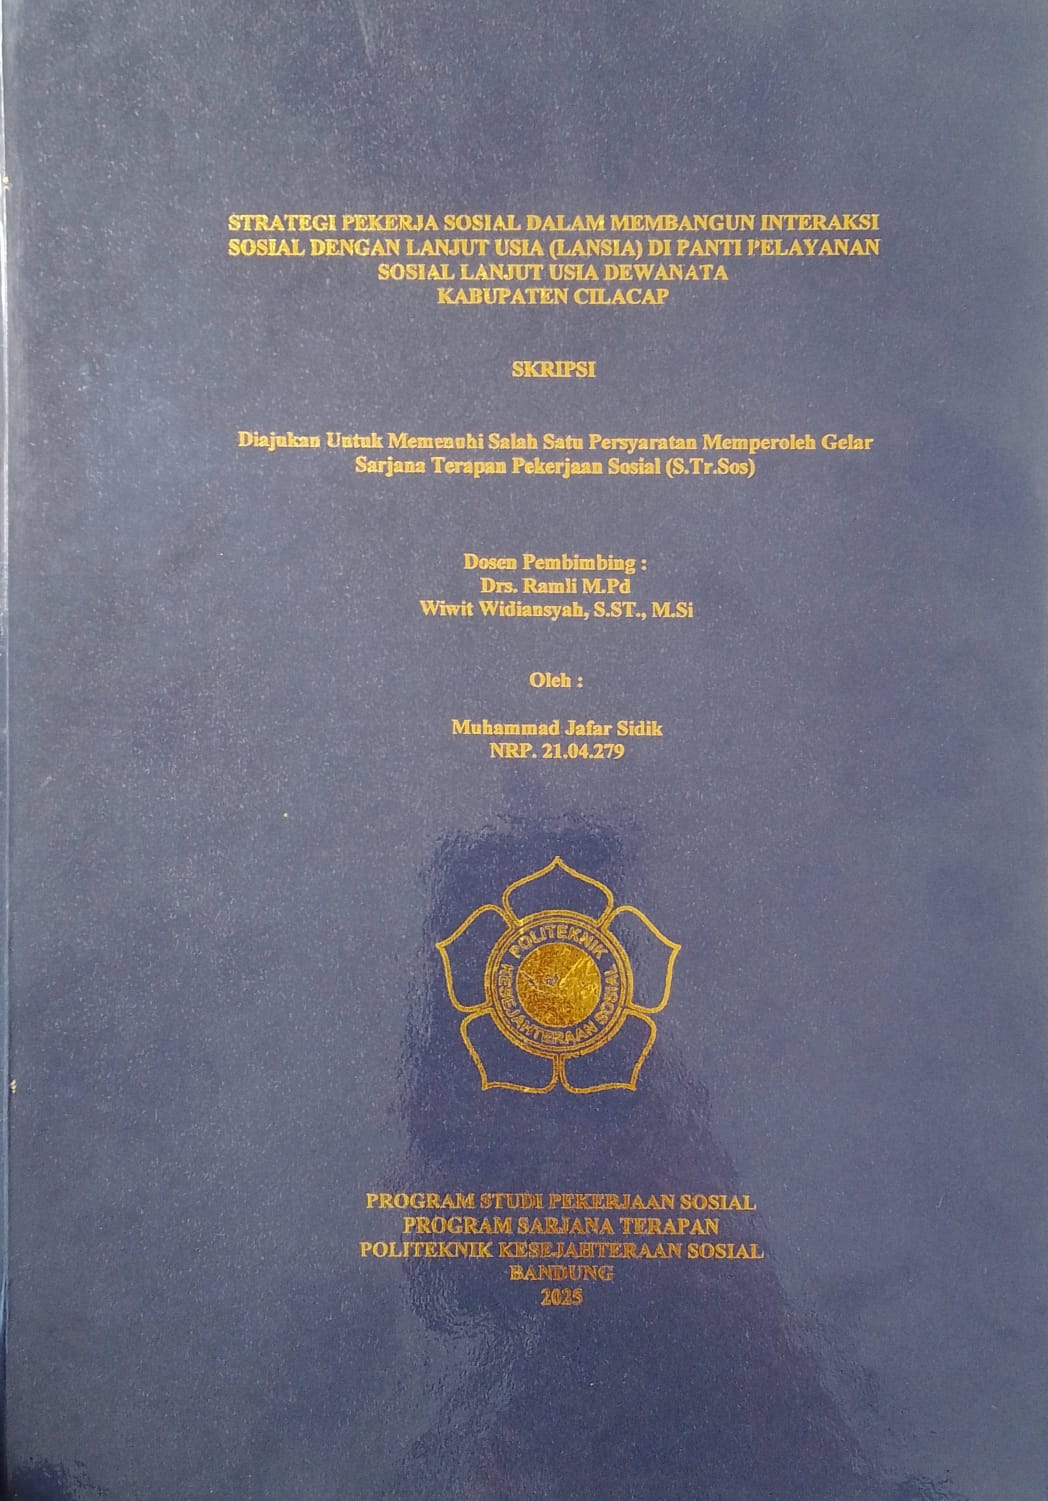 STRATEGI PEKERJA SOSIAL DALAM MEMBANGUN INTERAKSI
SOSIAL DENGAN LANJUT USIA (LANSIA) DI PANTI PELAYANAN
SOSIAL LANJUT USIA DEWANATA
KABUPATEN CILACAP
SKRIPSI
Diajukan Untuk Memenuhi Salah Satu Persyaratan Memperoleh Gelar
Sarjana Terapan Pekerjaan Sosial (S.Tr.Sos)
Dosen Pembimbing :
Drs. Ramli M.Pd
Wiwit Widiansyah, S.ST., M.Si
Oleh :
Muhammad Jafar Sidik
NRP. 21.04.279
POLITEKNIK
KESEJAHTERAAN SOSIAL
PROGRAM STUDI PEKERJAAN SOSIAL
PROGRAM SARJANA TERAPAN
POLITEKNIK KESEJAHTERAAN SOSIAL
BANDUNG
2025